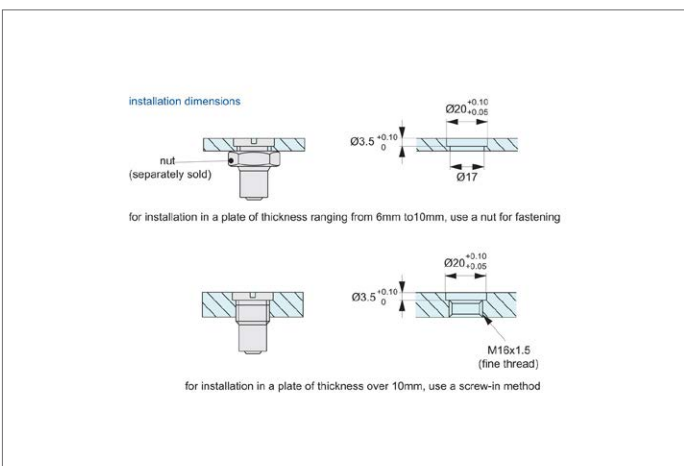 installation dimensions
Ø20 +0.10 +0.05
Ø3.5 +0.10 0
nut
(separately sold)
Ø17
for installation in a plate of thickness ranging from 6mm to10mm, use a nut for fastening
Ø20 +0.10 +0.05
Ø3.5 +0.10 0
M16x1.5
(fine thread)
for installation in a plate of thickness over 10mm, use a screw-in method